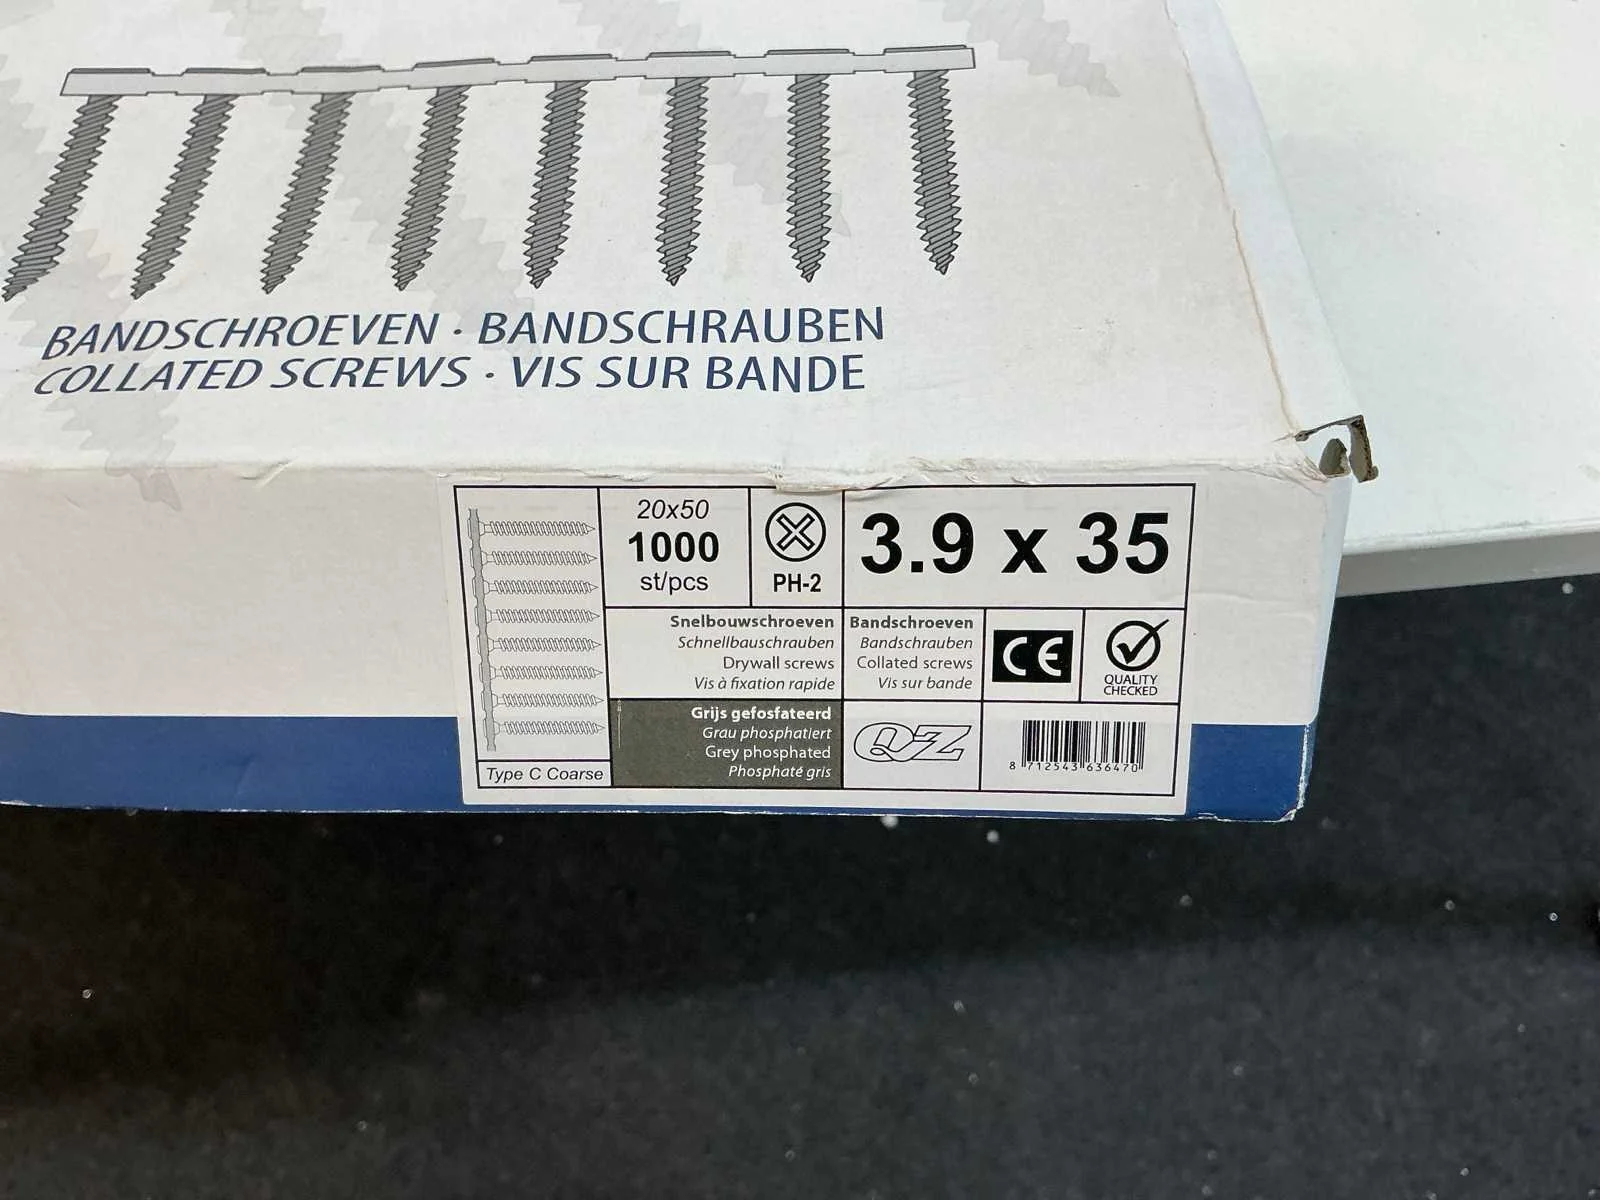 BANDSCHROEVEN · BANDSCHRAUBEN
COLLATED SCREWS · VIS SUR BANDE
20x50
1000
st/pcs
PH-2
3.9 x 35
Snelbouwschroeven
Schnellbauschrauben
Drywall screws
Vis à fixation rapide
Bandschroeven
Bandschrauben
Collated screws
Vis sur bande
CE
QUALITY
CHECKED
Type C Coarse
Grijs gefosfateerd
Grau phosphatiert
Grey phosphated
Phosphaté gris
QZ
8 712543 636470